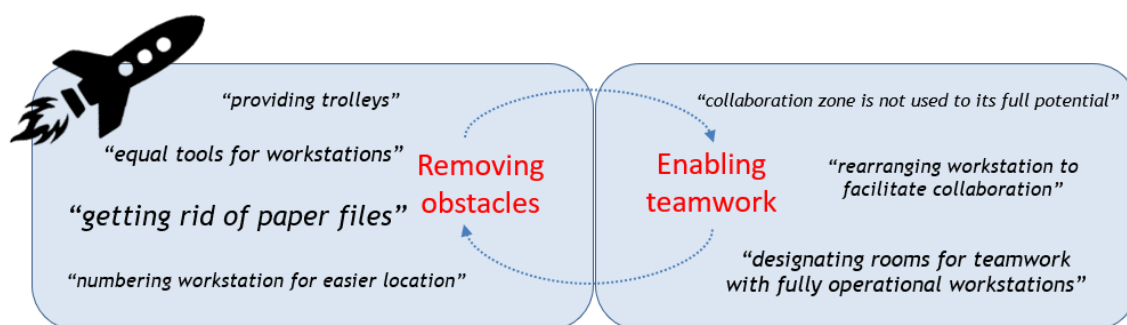 “providing trolleys”
“equal tools for workstations”
“getting rid of paper files”
“numbering workstation for easier location”
Removing
obstacles
Enabling
teamwork
“collaboration zone is not used to its full potential”
“rearranging workstation to
facilitate collaboration”
“designating rooms for teamwork
with fully operational workstations”